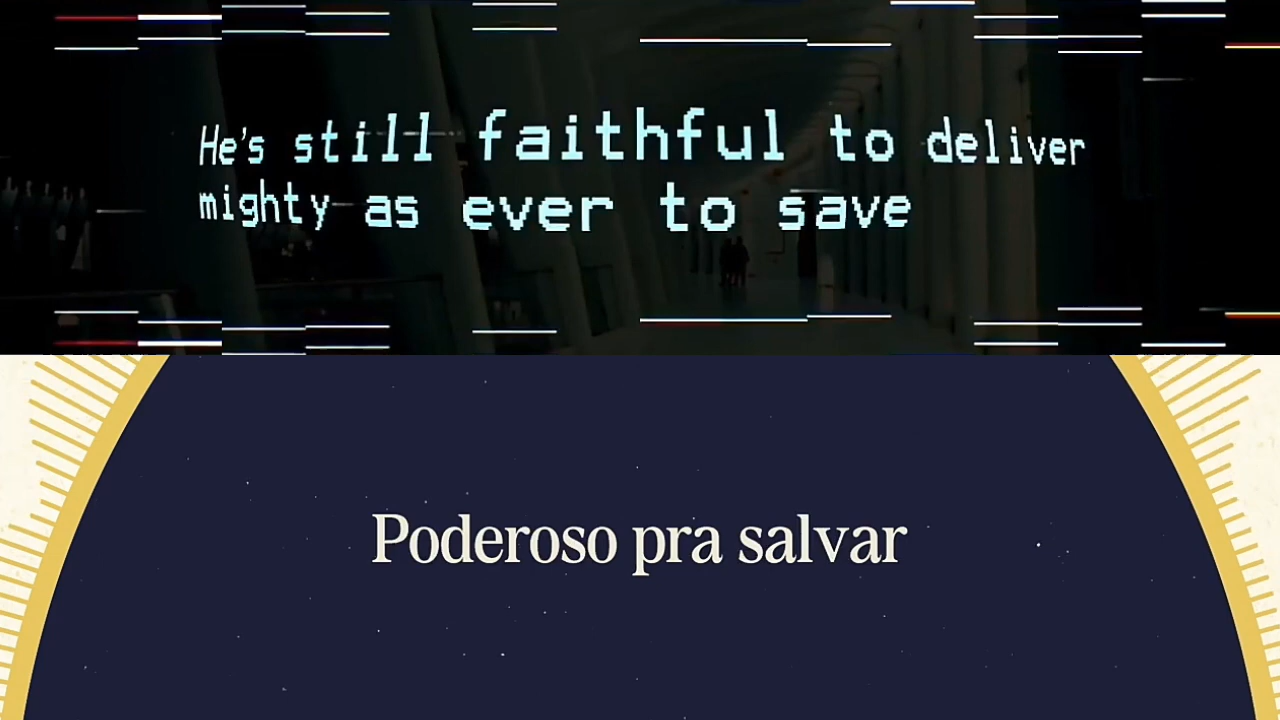 He's still faithful to deliver
mighty as ever to save
Poderoso pra salvar